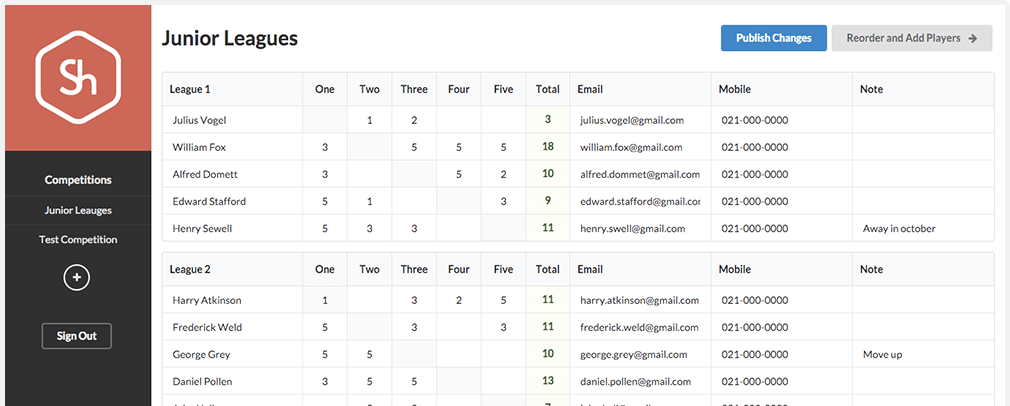 Sh
Competitions
Junior Leauges
Test Competition
+
Sign Out
Junior Leagues
Publish Changes
Reorder and Add Players →
League 1 One Two Three Four Five Total Email Mobile Note
Julius Vogel 1 2 3 julius.vogel@gmail.com 021-000-0000
William Fox 3 5 5 5 18 william.fox@gmail.com 021-000-0000
Alfred Domett 3 5 2 10 alfred.dommet@gmail.com 021-000-0000
Edward Stafford 5 1 3 9 edward.stafford@gmail.cor 021-000-0000
Henry Sewell 5 3 3 11 henry.swell@gmail.com 021-000-0000 Away in october
League 2 One Two Three Four Five Total Email Mobile Note
Harry Atkinson 1 3 2 5 11 harry.atkinson@gmail.com 021-000-0000
Frederick Weld 5 3 3 11 frederick.weld@gmail.com 021-000-0000
George Grey 5 5 10 george.grey@gmail.com 021-000-0000 Move up
Daniel Pollen 3 5 5 13 daniel.pollen@gmail.com 021-000-0000